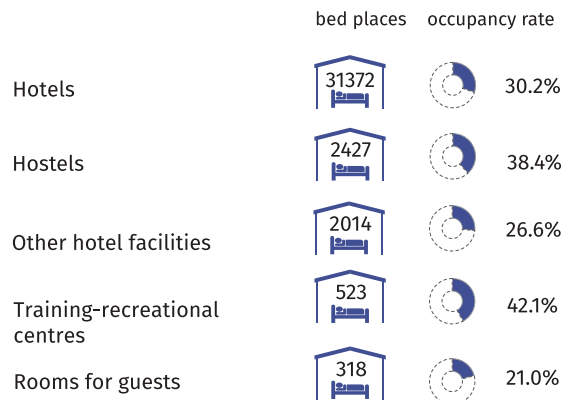 bed places occupancy rate
Hotels 31372 30.2%
Hostels 2427 38.4%
Other hotel facilities 2014 26.6%
Training-recreational
centres 523 42.1%
Rooms for guests 318 21.0%